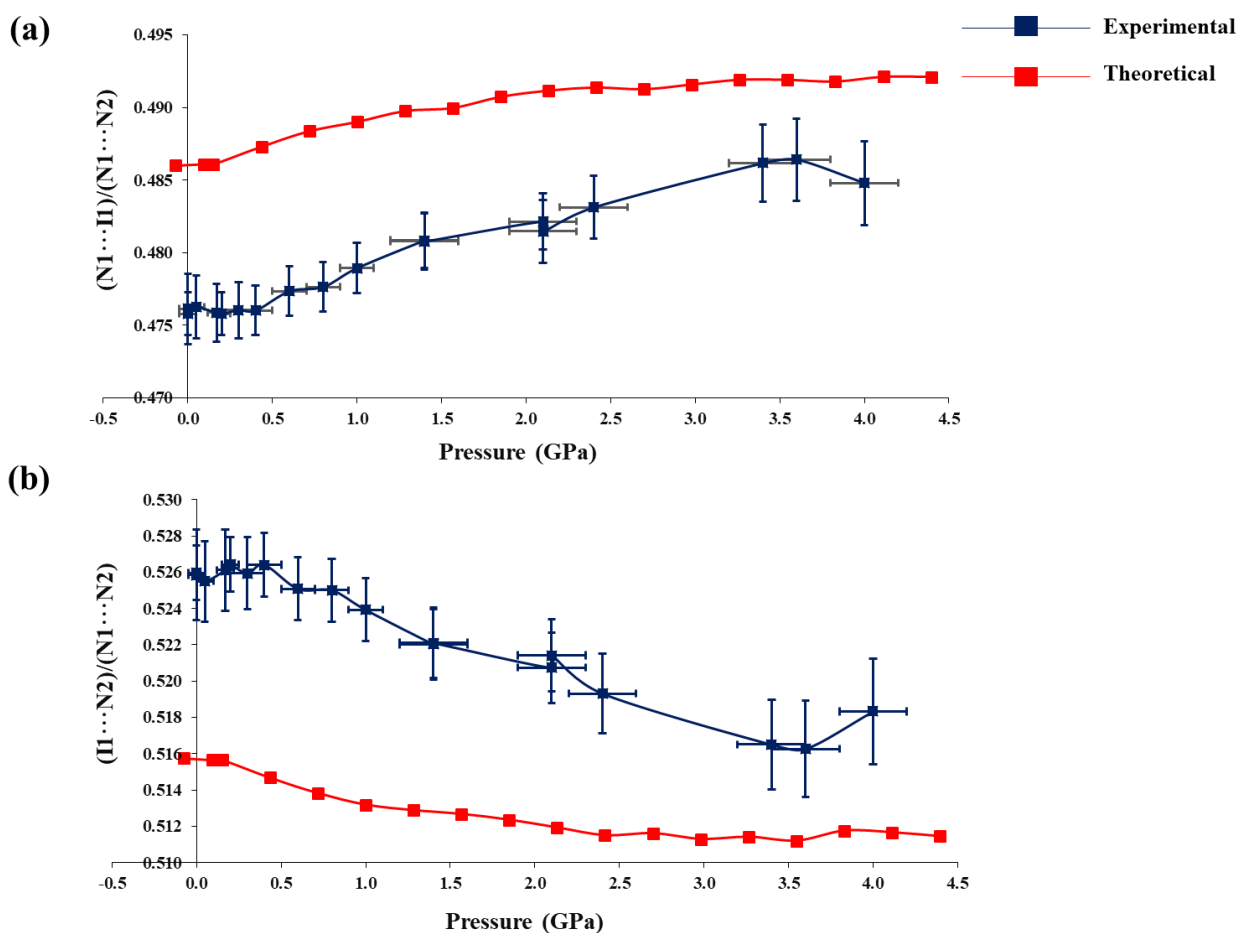 (a)
Experimental
Theoretical
(N1⋯I1)/(N1⋯N2)
0.495
0.490
0.485
0.480
0.475
0.470
-0.5 0.0 0.5 1.0 1.5 2.0 2.5 3.0 3.5 4.0 4.5
Pressure (GPa)
(b)
(I1⋯N2)/(N1⋯N2)
0.530
0.528
0.526
0.524
0.522
0.520
0.518
0.516
0.514
0.512
0.510
-0.5 0.0 0.5 1.0 1.5 2.0 2.5 3.0 3.5 4.0 4.5
Pressure (GPa)